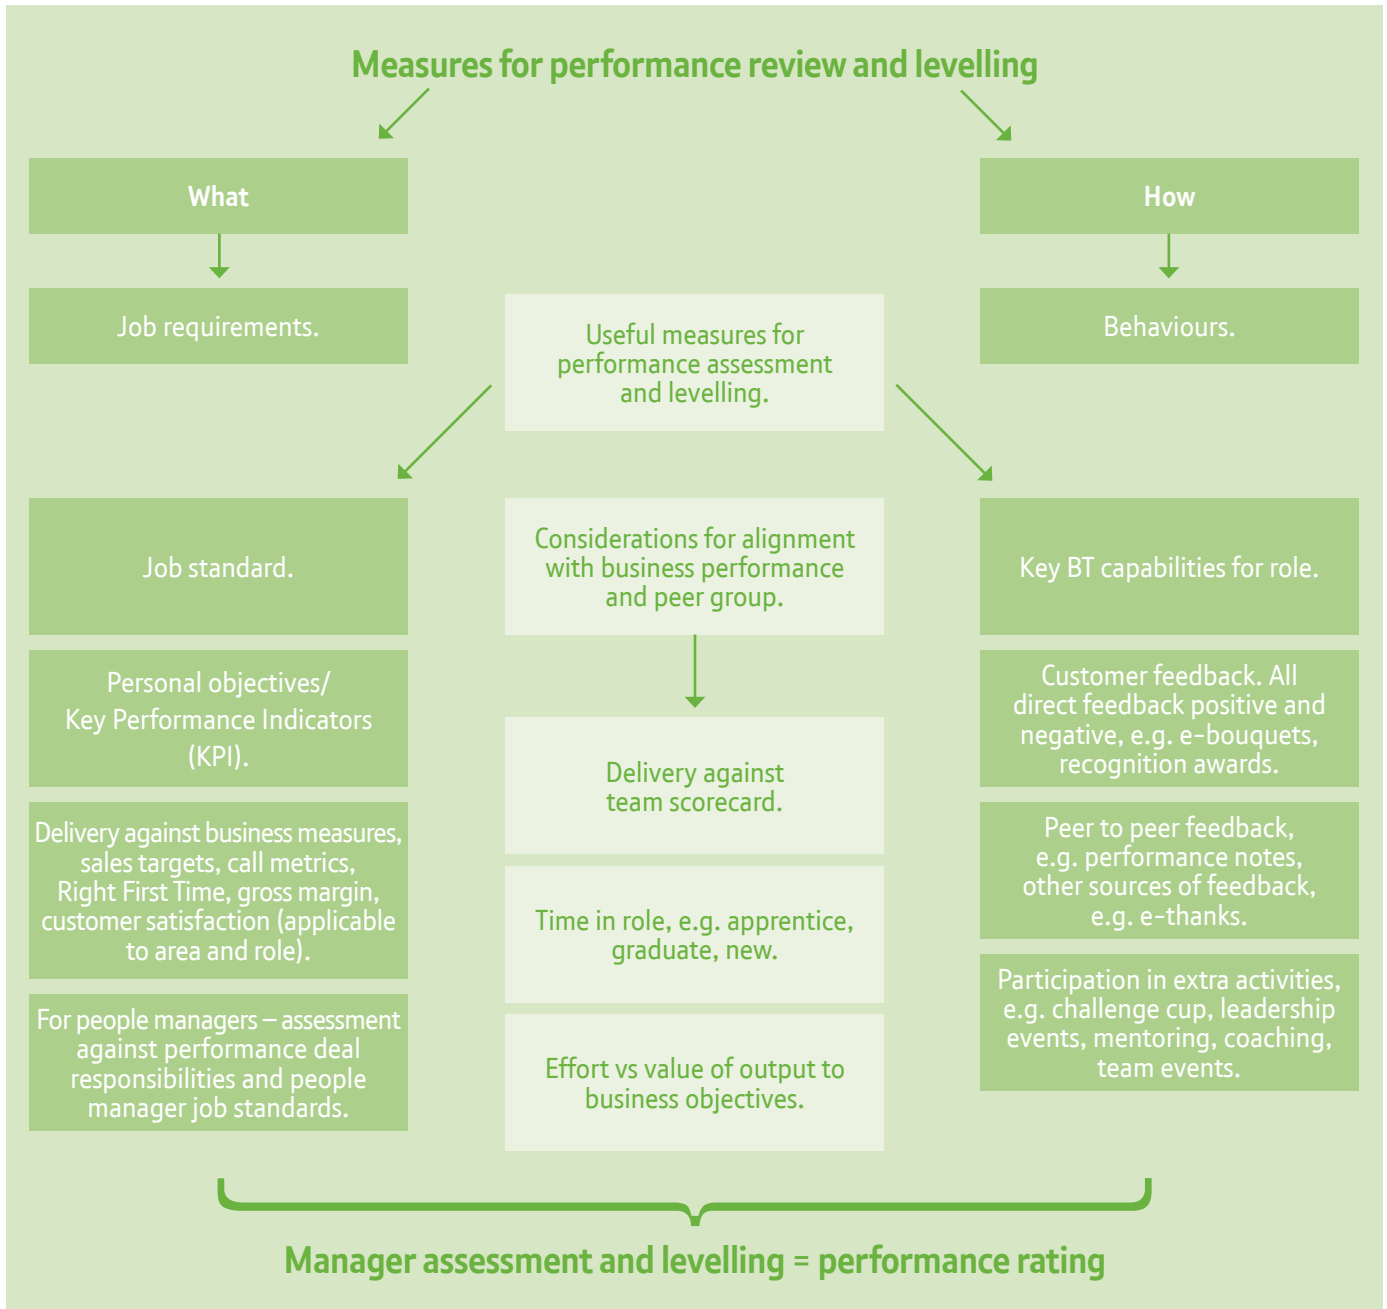 Measures for performance review and levelling
What
How
Job requirements.
Useful measures for
performance assessment
and levelling.
Behaviours.
Job standard.
Considerations for alignment
with business performance
and peer group.
Key BT capabilities for role.
Personal objectives/
Key Performance Indicators
(KPI).
Customer feedback. All
direct feedback positive and
negative, e.g. e-bouquets,
recognition awards.
Delivery against
team scorecard.
Delivery against business measures,
sales targets, call metrics,
Right First Time, gross margin,
customer satisfaction (applicable
to area and role).
Peer to peer feedback,
e.g. performance notes,
other sources of feedback,
e.g. e-thanks.
Time in role, e.g. apprentice,
graduate, new.
Participation in extra activities,
e.g. challenge cup, leadership
events, mentoring, coaching,
team events.
For people managers – assessment
against performance deal
responsibilities and people
manager job standards.
Effort vs value of output to
business objectives.
Manager assessment and levelling = performance rating